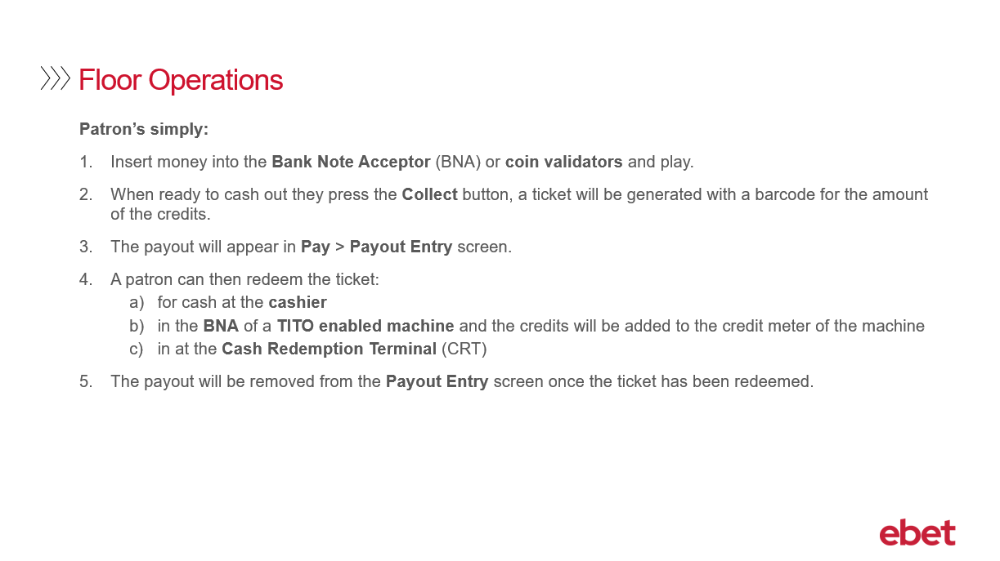 Floor Operations
Patron’s simply:
1. Insert money into the Bank Note Acceptor (BNA) or coin validators and play.
2. When ready to cash out they press the Collect button, a ticket will be generated with a barcode for the amount
of the credits.
3. The payout will appear in Pay > Payout Entry screen.
4. A patron can then redeem the ticket:
a) for cash at the cashier
b) in the BNA of a TITO enabled machine and the credits will be added to the credit meter of the machine
c) in at the Cash Redemption Terminal (CRT)
5. The payout will be removed from the Payout Entry screen once the ticket has been redeemed.
ebet